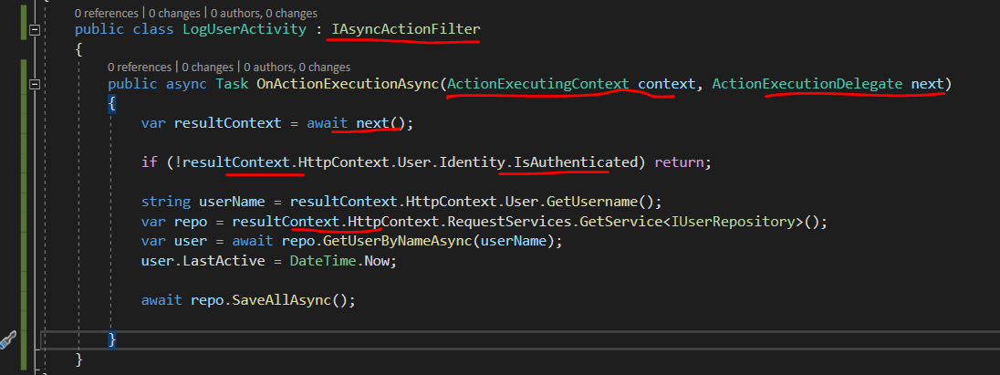 0 references | 0 changes | 0 authors, 0 changes
public class LogUserActivity : IAsyncActionFilter
{
0 references | 0 changes | 0 authors, 0 changes
public async Task OnActionExecutionAsync(ActionExecutingContext context, ActionExecutionDelegate next)
{
var resultContext = await next();
if (!resultContext.HttpContext.User.Identity.IsAuthenticated) return;
string userName = resultContext.HttpContext.User.GetUsername();
var repo = resultContext.HttpContext.RequestServices.GetService<IUserRepository>();
var user = await repo.GetUserByNameAsync(userName);
user.LastActive = DateTime.Now;
await repo.SaveAllAsync();
}
}